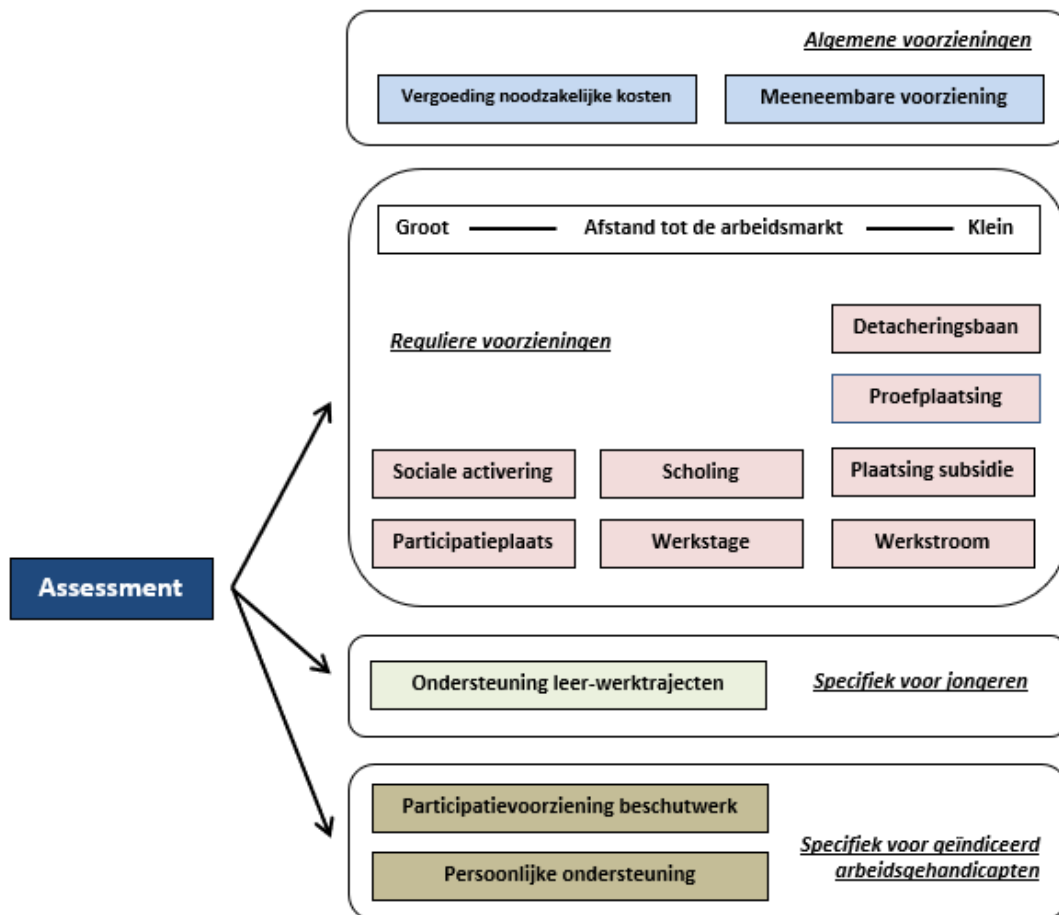 Algemene voorzieningen
Vergoeding noodzakelijke kosten
Meeneembare voorziening
Groot
Afstand tot de arbeidsmarkt
Klein
Reguliere voorzieningen
Detacheringsbaan
Proefplaatsing
Sociale activering
Scholing
Plaatsing subsidie
Participatieplaats
Werkstage
Werkstroom
Assessment
Ondersteuning leer-werktrajecten
Specifiek voor jongeren
Participatievoorziening beschutwerk
Persoonlijke ondersteuning
Specifiek voor geïndiceerd
arbeidsgehandicapten